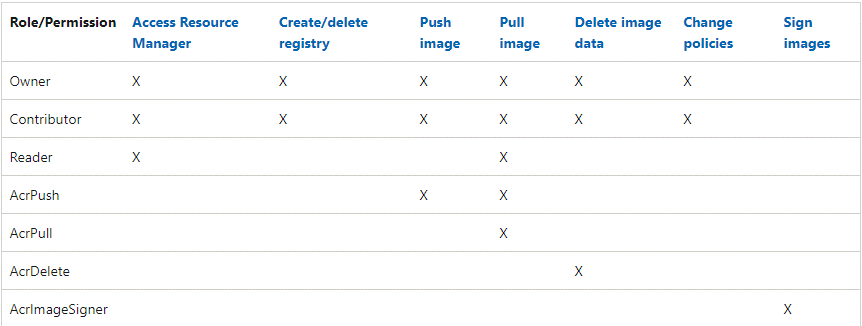 Role/Permission Access Resource Create/delete Push Pull Delete image Change Sign
Manager registry image image data policies images
Owner X X X X X X
Contributor X X X X X X
Reader X X
AcrPush X X
AcrPull X
AcrDelete X
AcrImageSigner X